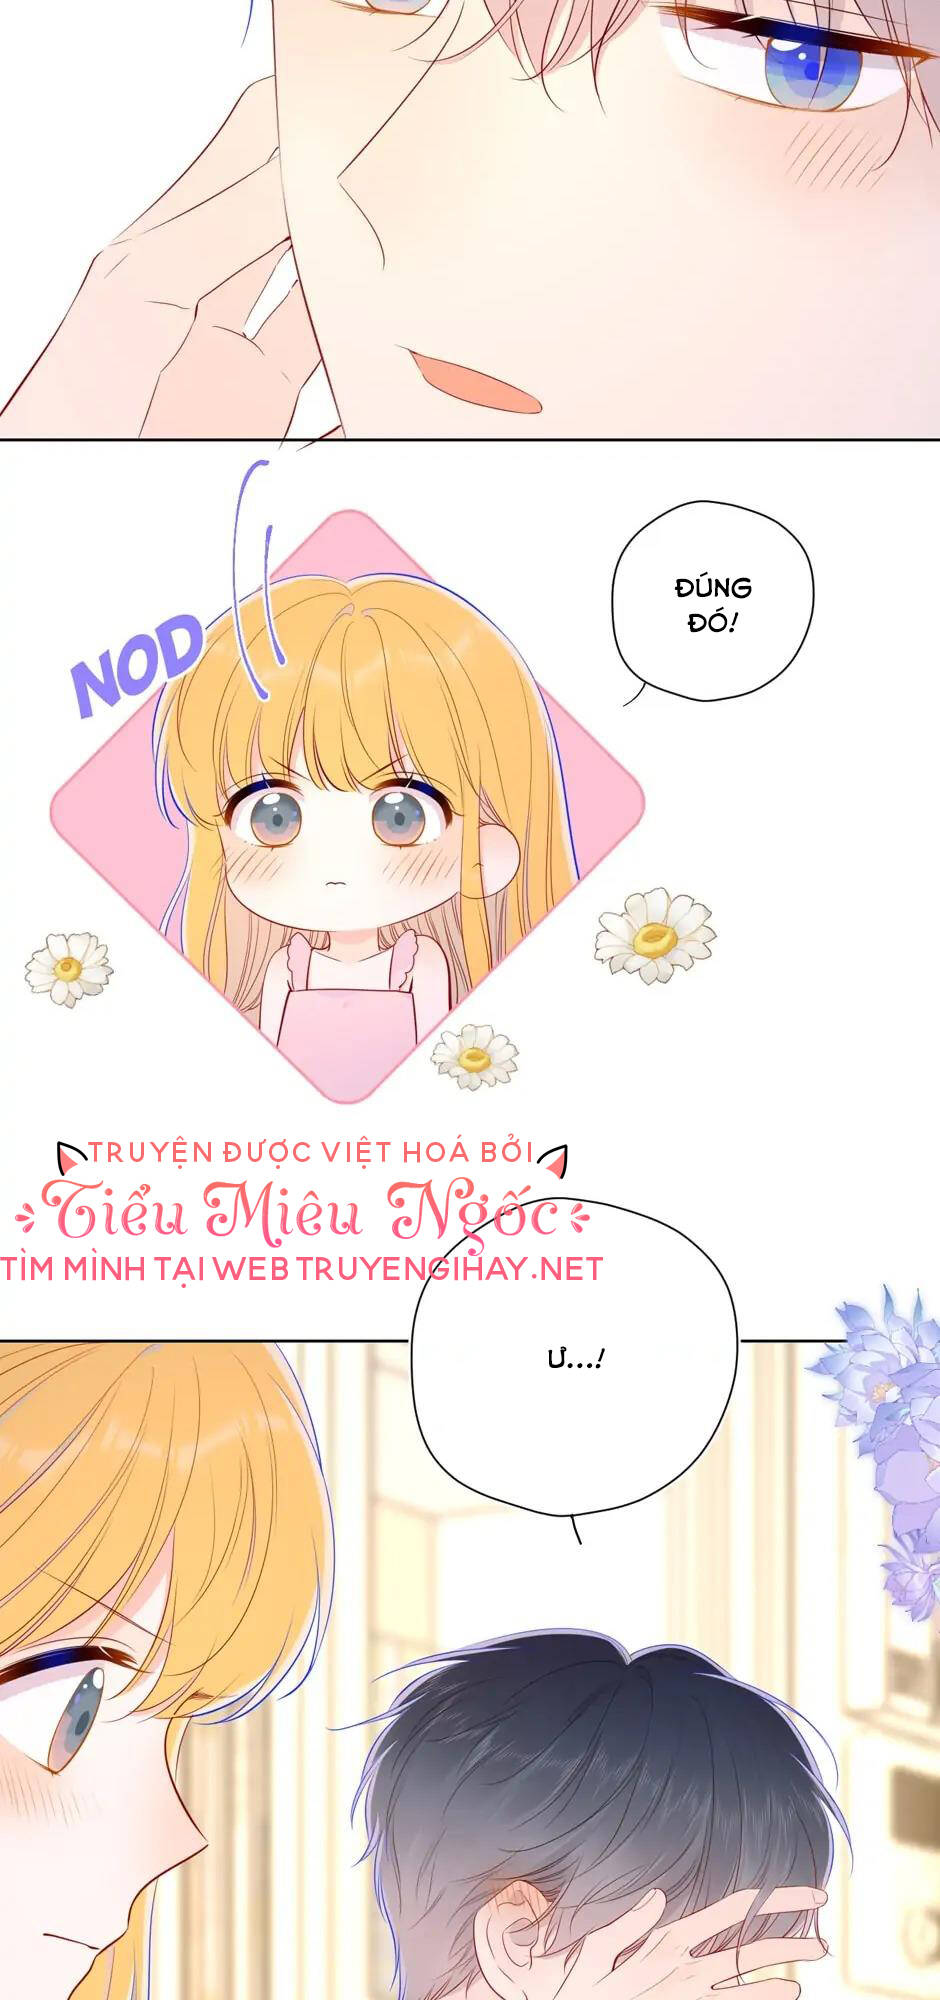 ĐÚNG
ĐÓ!
NOD
TRUYỆN ĐƯỢC VIỆT HOÁ BỞI
Tiểu Miêu Ngốc
TÌM MÌNH TẠI WEB TRUYENGIHAY.NET
Ư...!